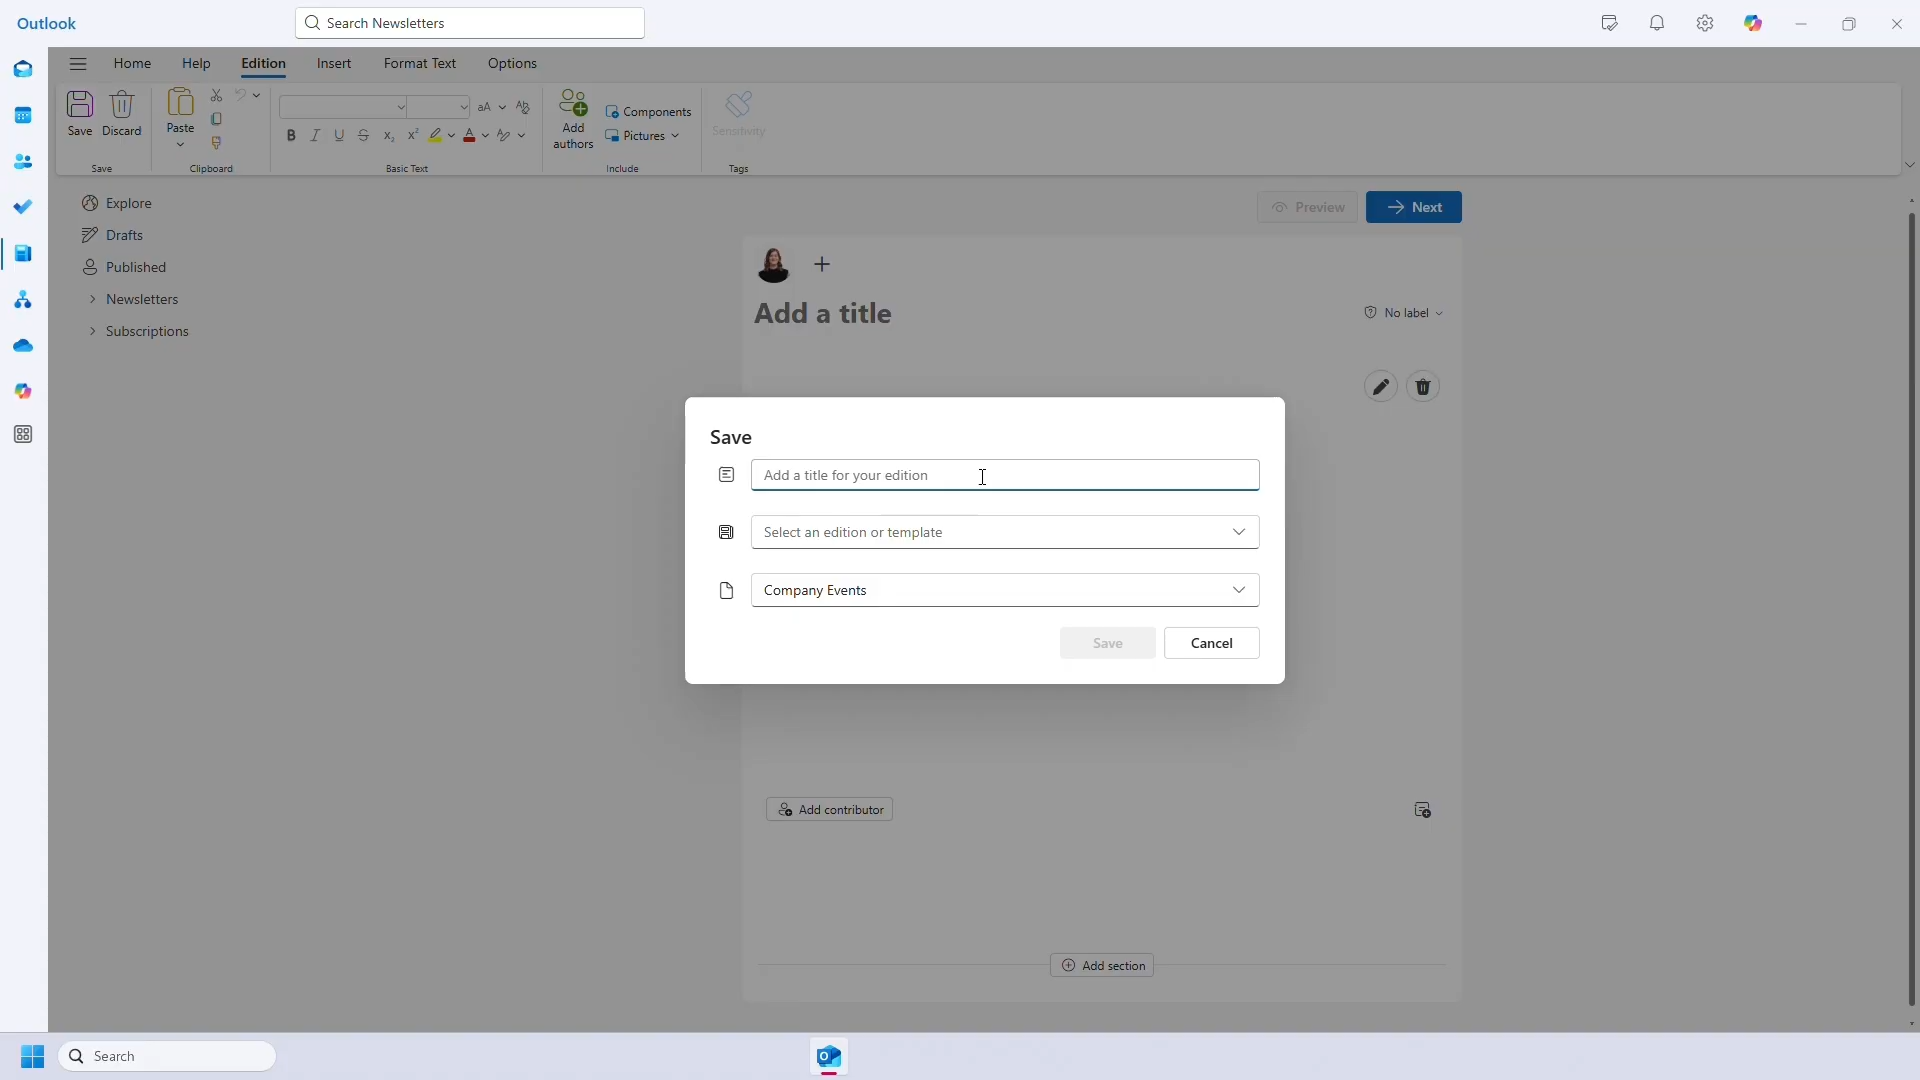 Outlook
Search Newsletters
Home Help Edition Insert Format Text Options
Save Discard
Paste
Add authors
Components
Pictures
Sensitivity
Save Clipboard Basic Text Include Tags
Explore
Drafts
Published
Newsletters
Subscriptions
Preview
Next
Add a title
No label
Save
Add a title for your edition
Select an edition or template
Company Events
Save Cancel
Add contributor
Add section
Search